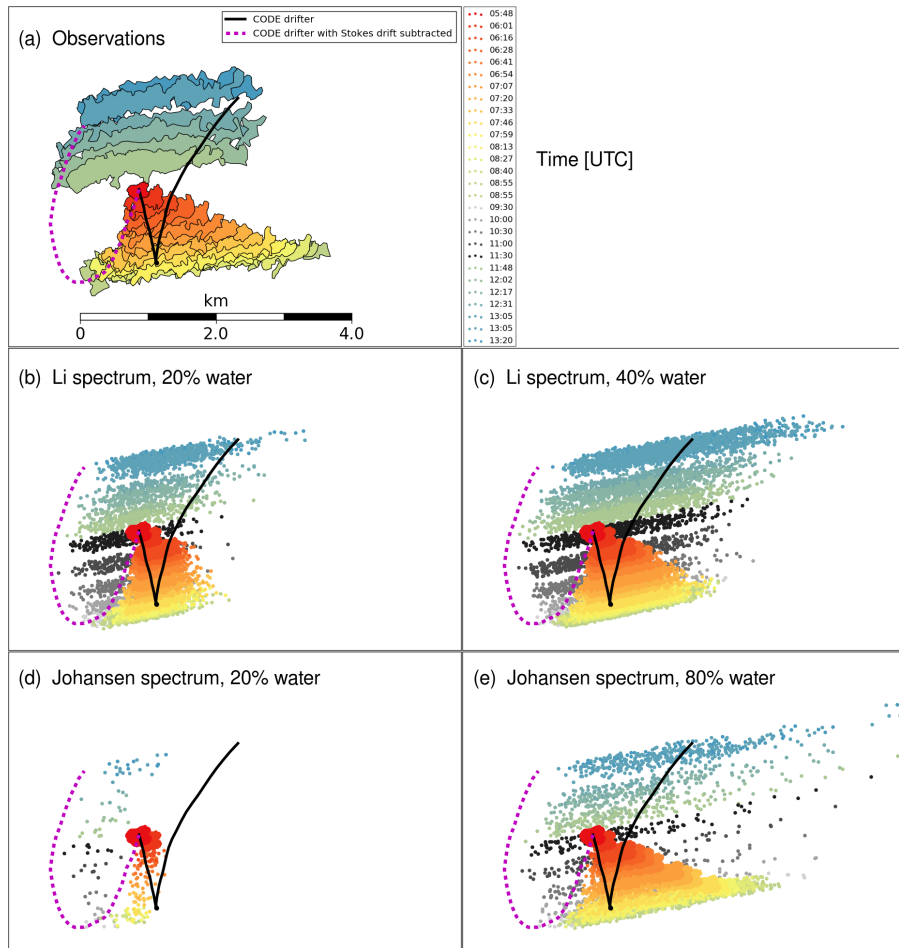 CODE drifter
CODE drifter with Stokes drift subtracted
(a) Observations
km
0 2.0 4.0
05:48
06:01
06:16
06:28
06:41
06:54
07:07
07:20
07:33
07:46
07:59
08:13
08:27
08:40
08:55
08:55
09:30
10:00
10:30
11:00
11:30
11:48
12:02
12:17
12:31
13:05
13:05
13:20
Time [UTC]
(b) Li spectrum, 20% water
(c) Li spectrum, 40% water
(d) Johansen spectrum, 20% water
(e) Johansen spectrum, 80% water